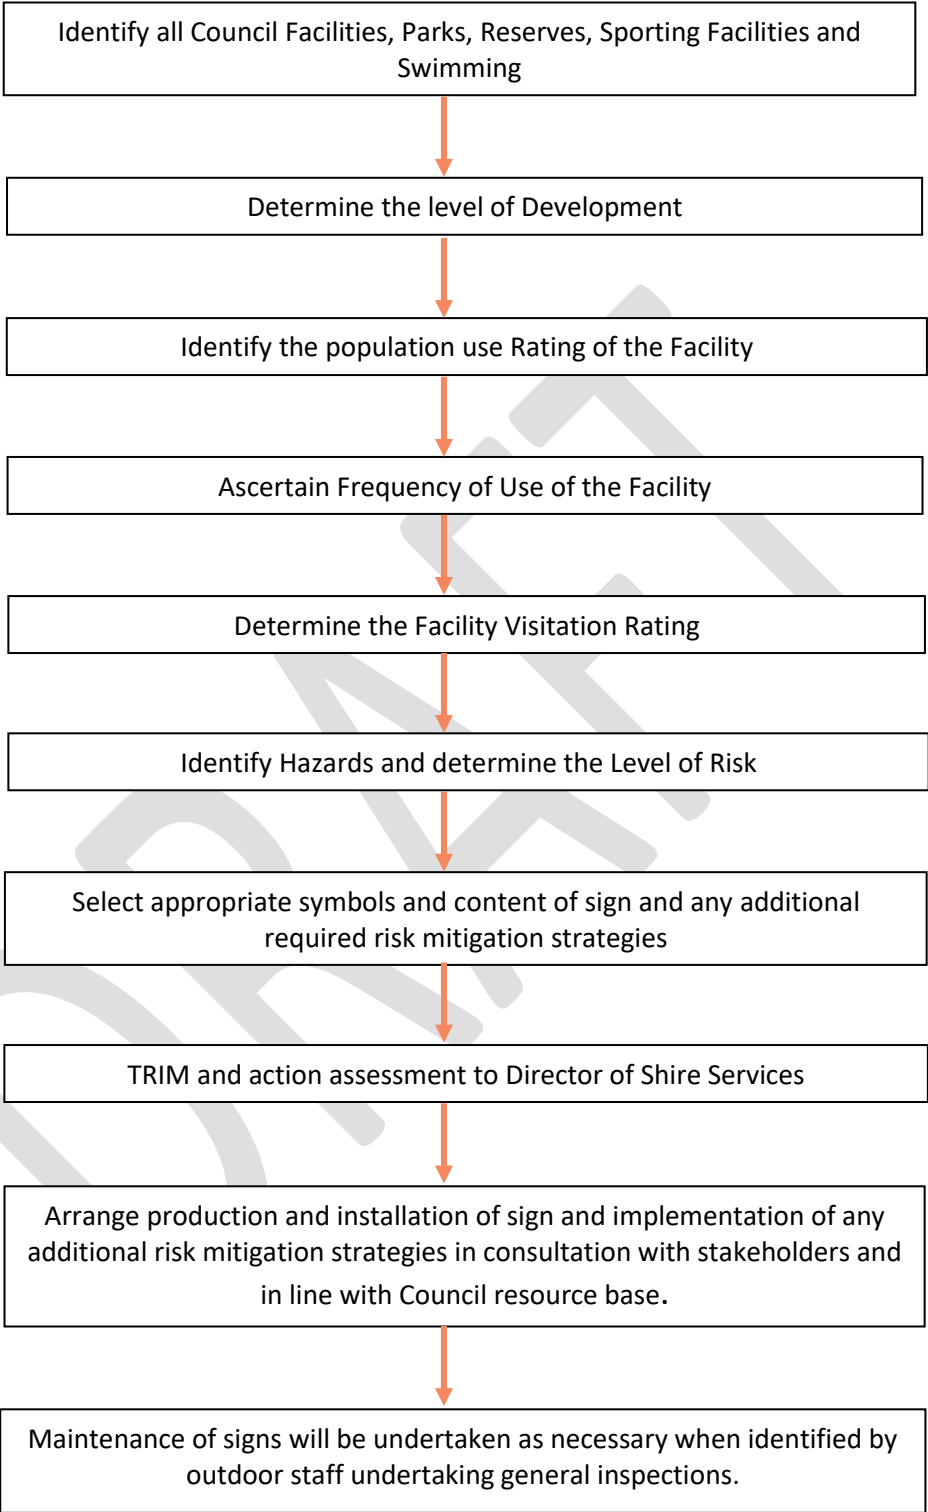 Identify all Council Facilities, Parks, Reserves, Sporting Facilities and
Swimming
Determine the level of Development
Identify the population use Rating of the Facility
Ascertain Frequency of Use of the Facility
Determine the Facility Visitation Rating
Identify Hazards and determine the Level of Risk
Select appropriate symbols and content of sign and any additional
required risk mitigation strategies
TRIM and action assessment to Director of Shire Services
Arrange production and installation of sign and implementation of any
additional risk mitigation strategies in consultation with stakeholders and
in line with Council resource base.
Maintenance of signs will be undertaken as necessary when identified by
outdoor staff undertaking general inspections.
DRAFT